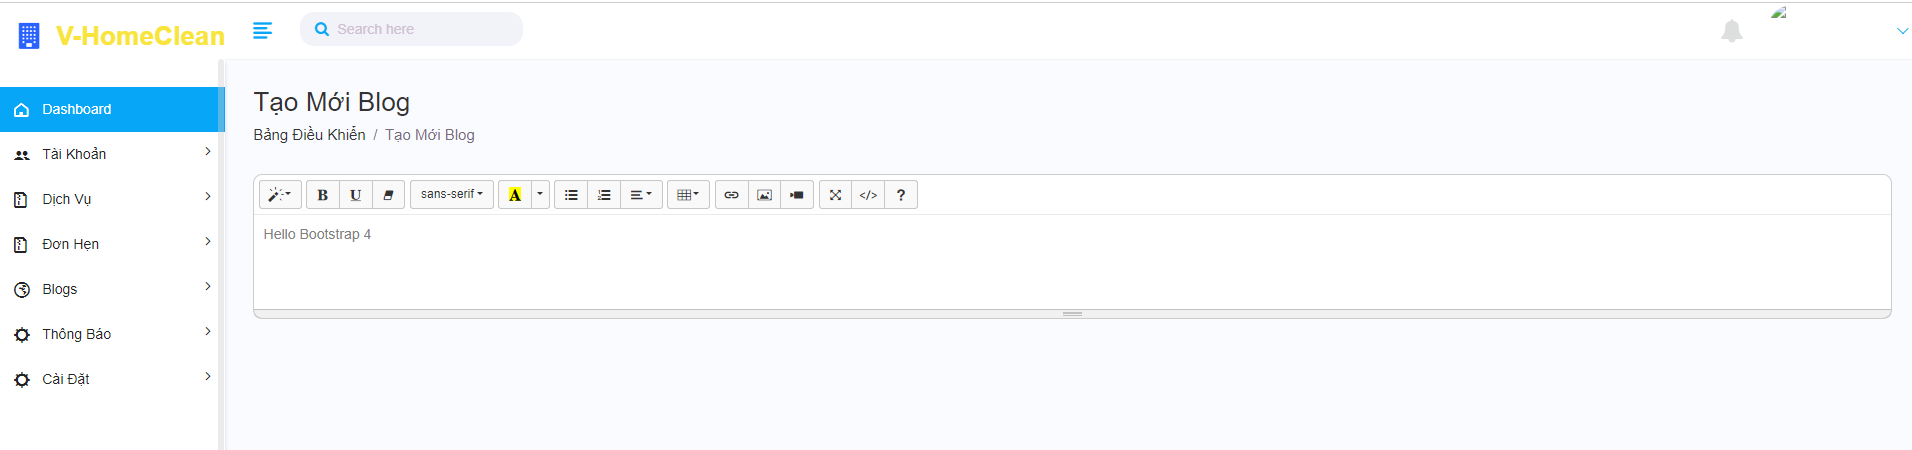 V-HomeClean
Search here
Dashboard
Tài Khoản
Dịch Vụ
Đơn Hẹn
Blogs
Thông Báo
Cài Đặt
Tạo Mới Blog
Bảng Điều Khiển / Tạo Mới Blog
B U sans-serif A </> ?
Hello Bootstrap 4